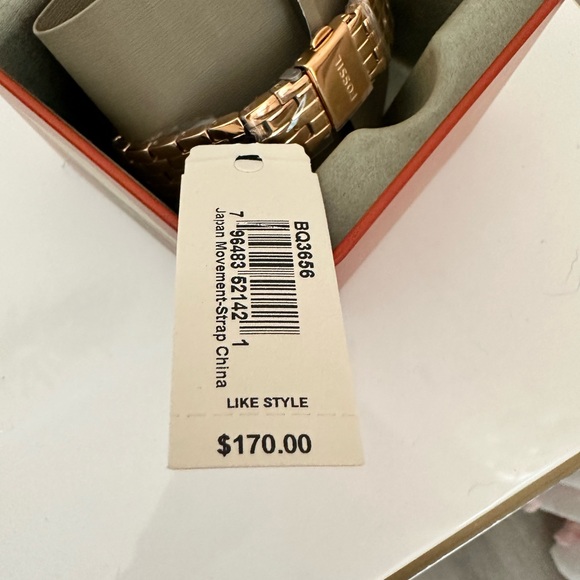 FOSSIL
BQ3656
7 96483 52142 1
Japan Movement-Strap China
LIKE STYLE
$170.00